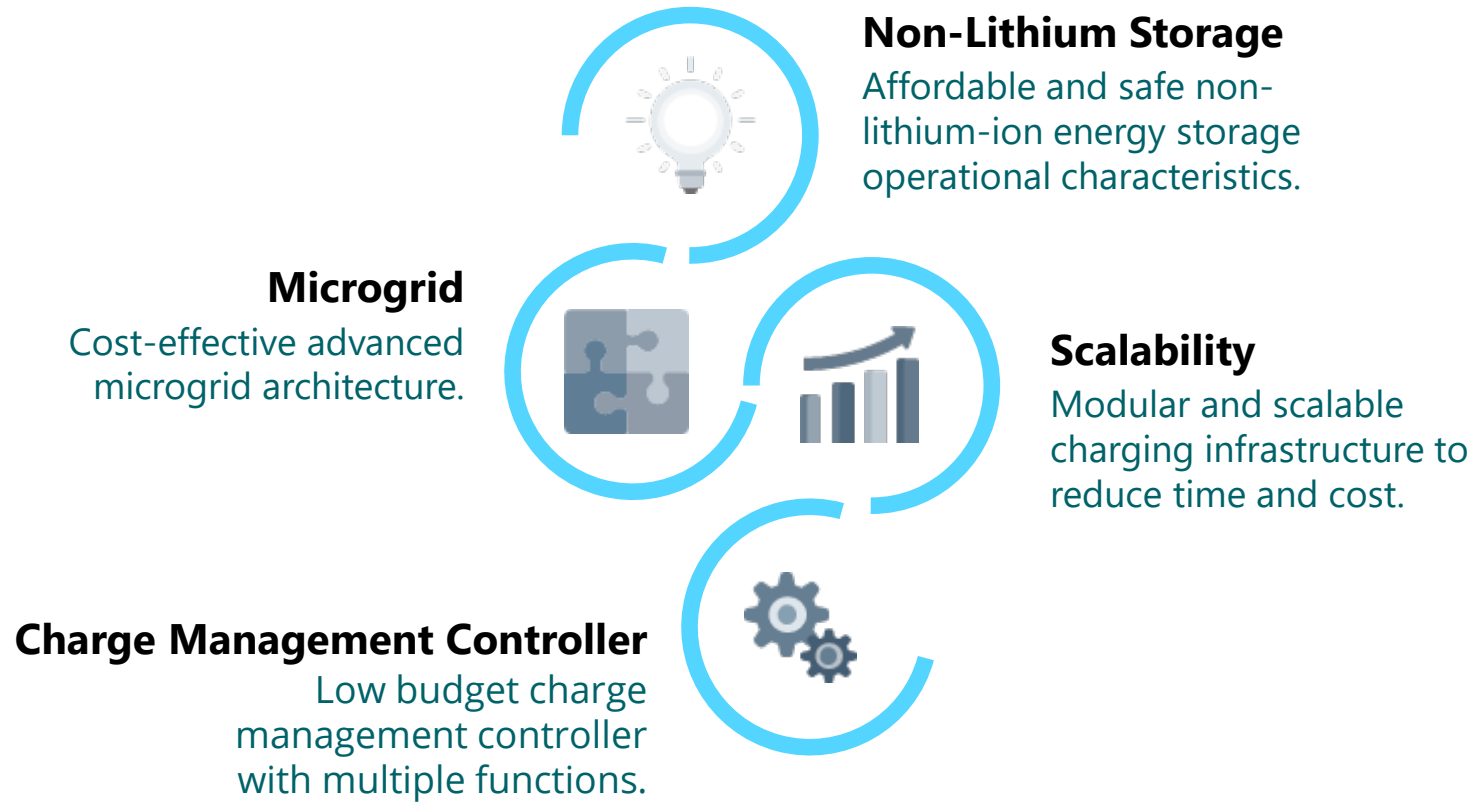 Non-Lithium Storage
Affordable and safe non-
lithium-ion energy storage
operational characteristics.
Microgrid
Cost-effective advanced
microgrid architecture.
Scalability
Modular and scalable
charging infrastructure to
reduce time and cost.
Charge Management Controller
Low budget charge
management controller
with multiple functions.